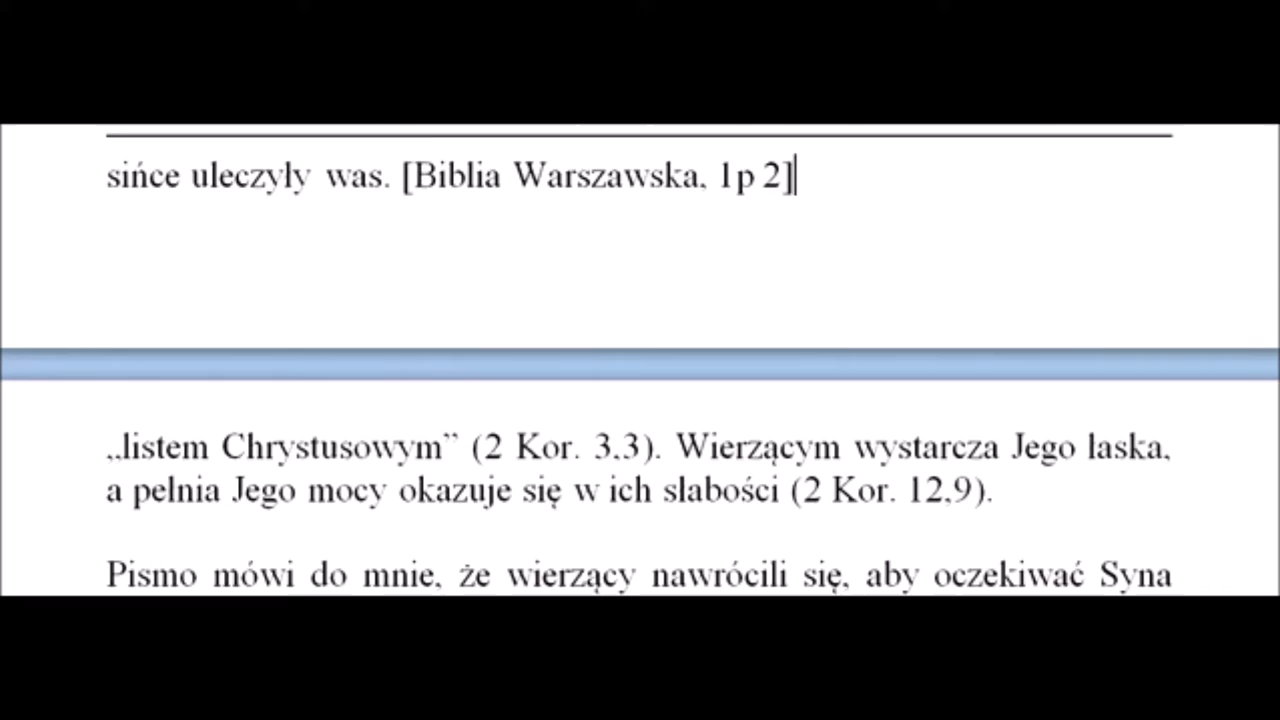 sińce uleczyły was. [Biblia Warszawska, 1p 2]
„listem Chrystusowym” (2 Kor. 3,3). Wierzącym wystarcza Jego łaska,
a pełnia Jego mocy okazuje się w ich słabości (2 Kor. 12,9).
Pismo mówi do mnie, że wierzący nawrócili się, aby oczekiwać Syna